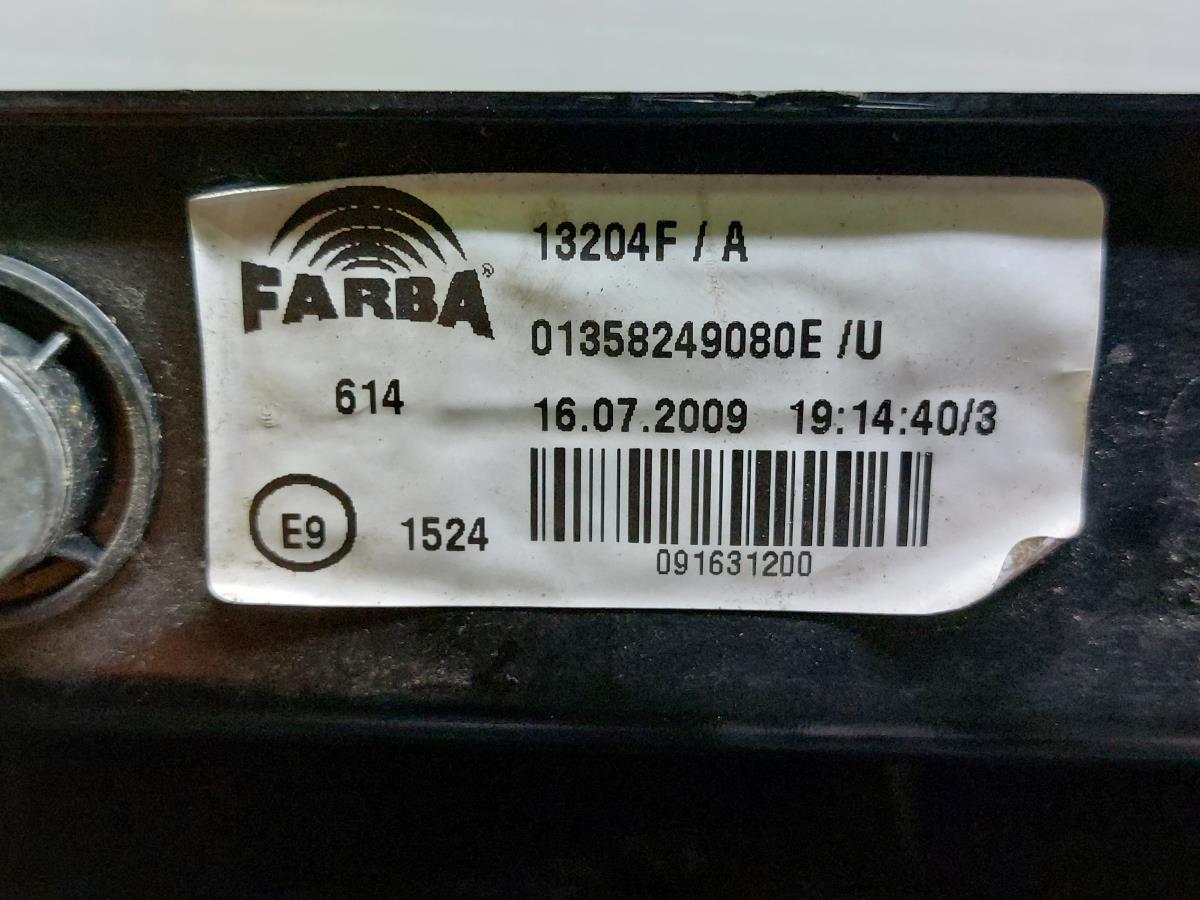 FARBA®
13204F / A
01358249080E /U
614
16.07.2009 19:14:40/3
E9
1524
091631200